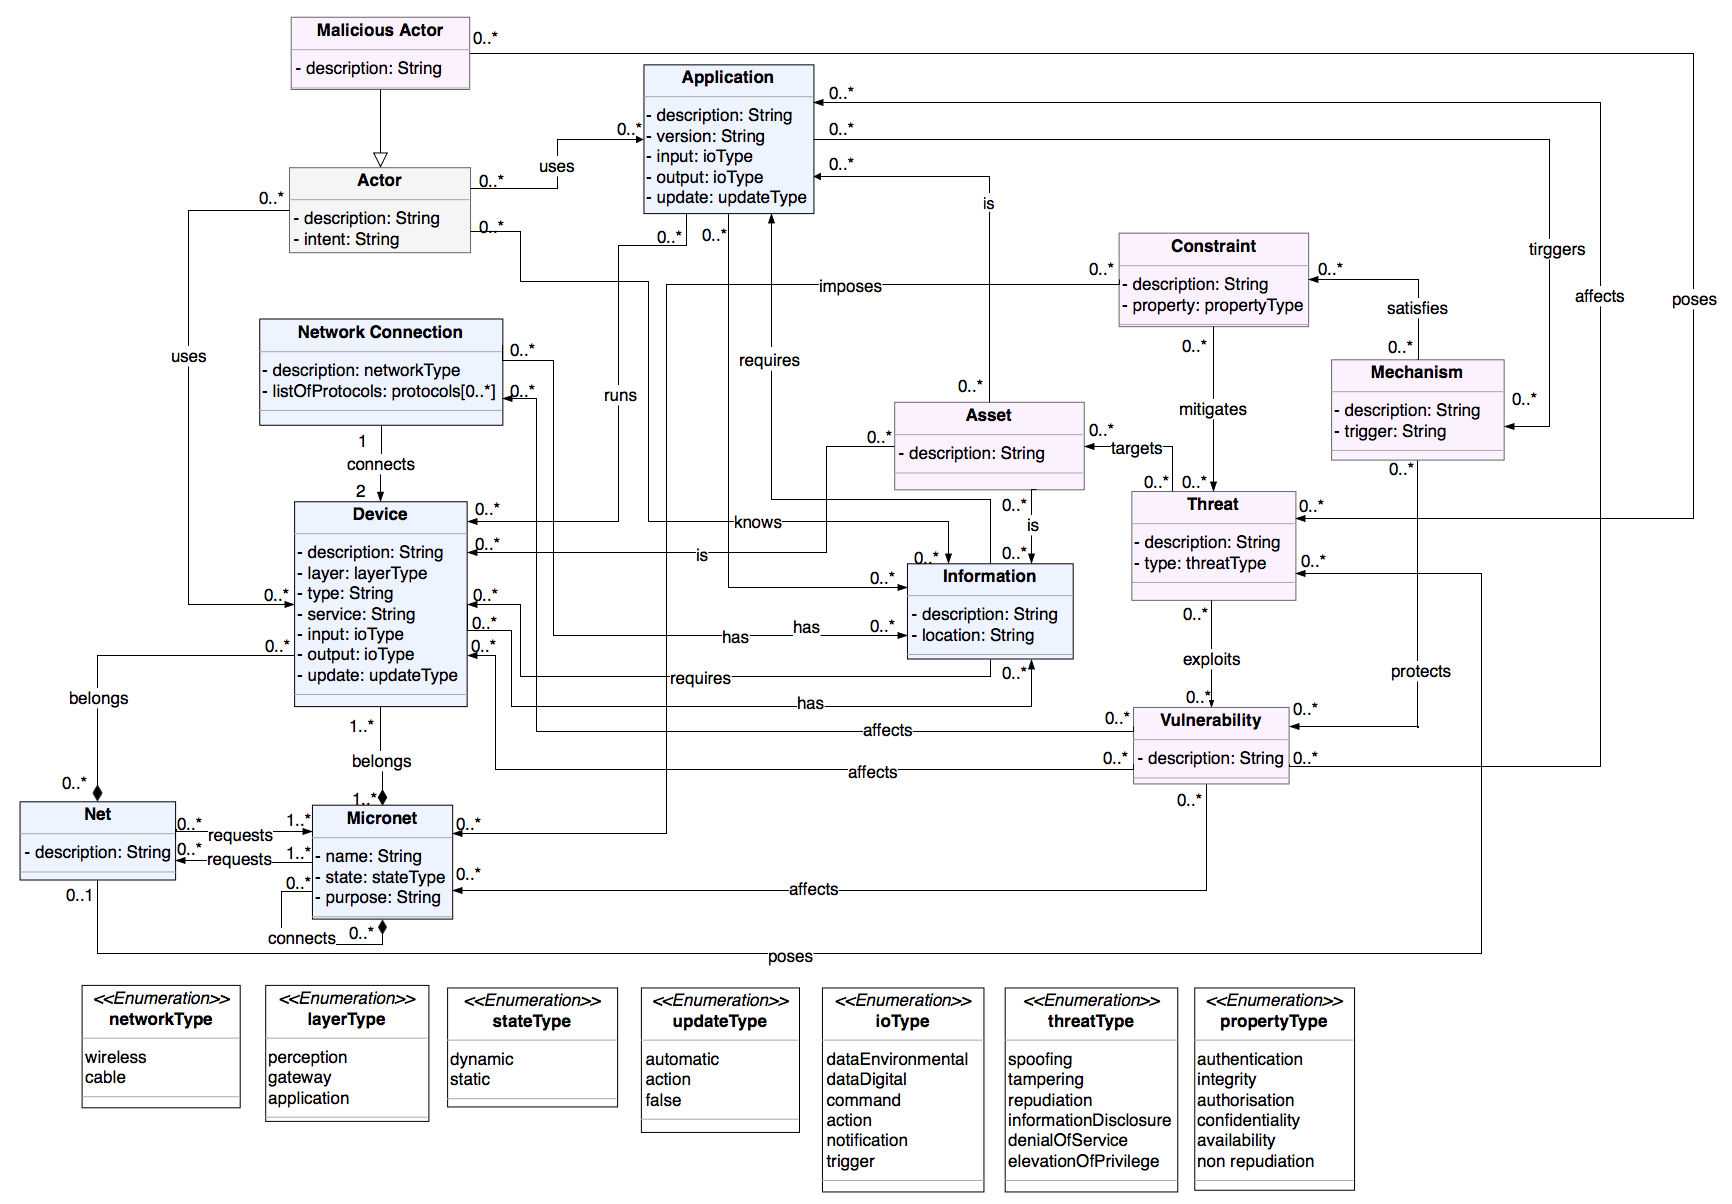 Malicious Actor
- description: String
0..*
Application
- description: String
- version: String
- input: ioType
- output: ioType
- update: updateType
0..*
0..*
0..*
0..*
0..*
0..*
uses
Actor
- description: String
- intent: String
0..*
0..*
0..*
is
Constraint
- description: String
- property: propertyType
0..*
0..*
0..*
imposes
tirggers
affects
poses
satisfies
0..*
Network Connection
- description: networkType
- listOfProtocols: protocols[0..*]
0..*
0..*
1
connects
2
uses
runs
requires
mitigates
Mechanism
- description: String
- trigger: String
0..*
0..*
Asset
- description: String
0..*
0..*
0..*
0..*
targets
0..*
0..*
is
Threat
- description: String
- type: threatType
0..*
0..*
0..*
Device
- description: String
- layer: layerType
- type: String
- service: String
- input: ioType
- output: ioType
- update: updateType
0..*
0..*
0..*
0..*
0..*
0..*
0..*
1..*
knows
is
0..*
0..*
Information
- description: String
- location: String
0..*
0..*
0..*
has
has
requires
has
exploits
0..*
protects
Vulnerability
- description: String
0..*
0..*
0..*
0..*
0..*
affects
affects
belongs
belongs
0..*
1..*
Net
- description: String
0..*
0..*
requests
requests
1..*
1..*
0..*
Micronet
- name: String
- state: stateType
- purpose: String
0..*
0..*
affects
0..1
connects
0..*
poses
<<Enumeration>>
networkType
wireless
cable
<<Enumeration>>
layerType
perception
gateway
application
<<Enumeration>>
stateType
dynamic
static
<<Enumeration>>
updateType
automatic
action
false
<<Enumeration>>
ioType
dataEnvironmental
dataDigital
command
action
notification
trigger
<<Enumeration>>
threatType
spoofing
tampering
repudiation
informationDisclosure
denialOfService
elevationOfPrivilege
<<Enumeration>>
propertyType
authentication
integrity
authorisation
confidentiality
availability
non repudiation